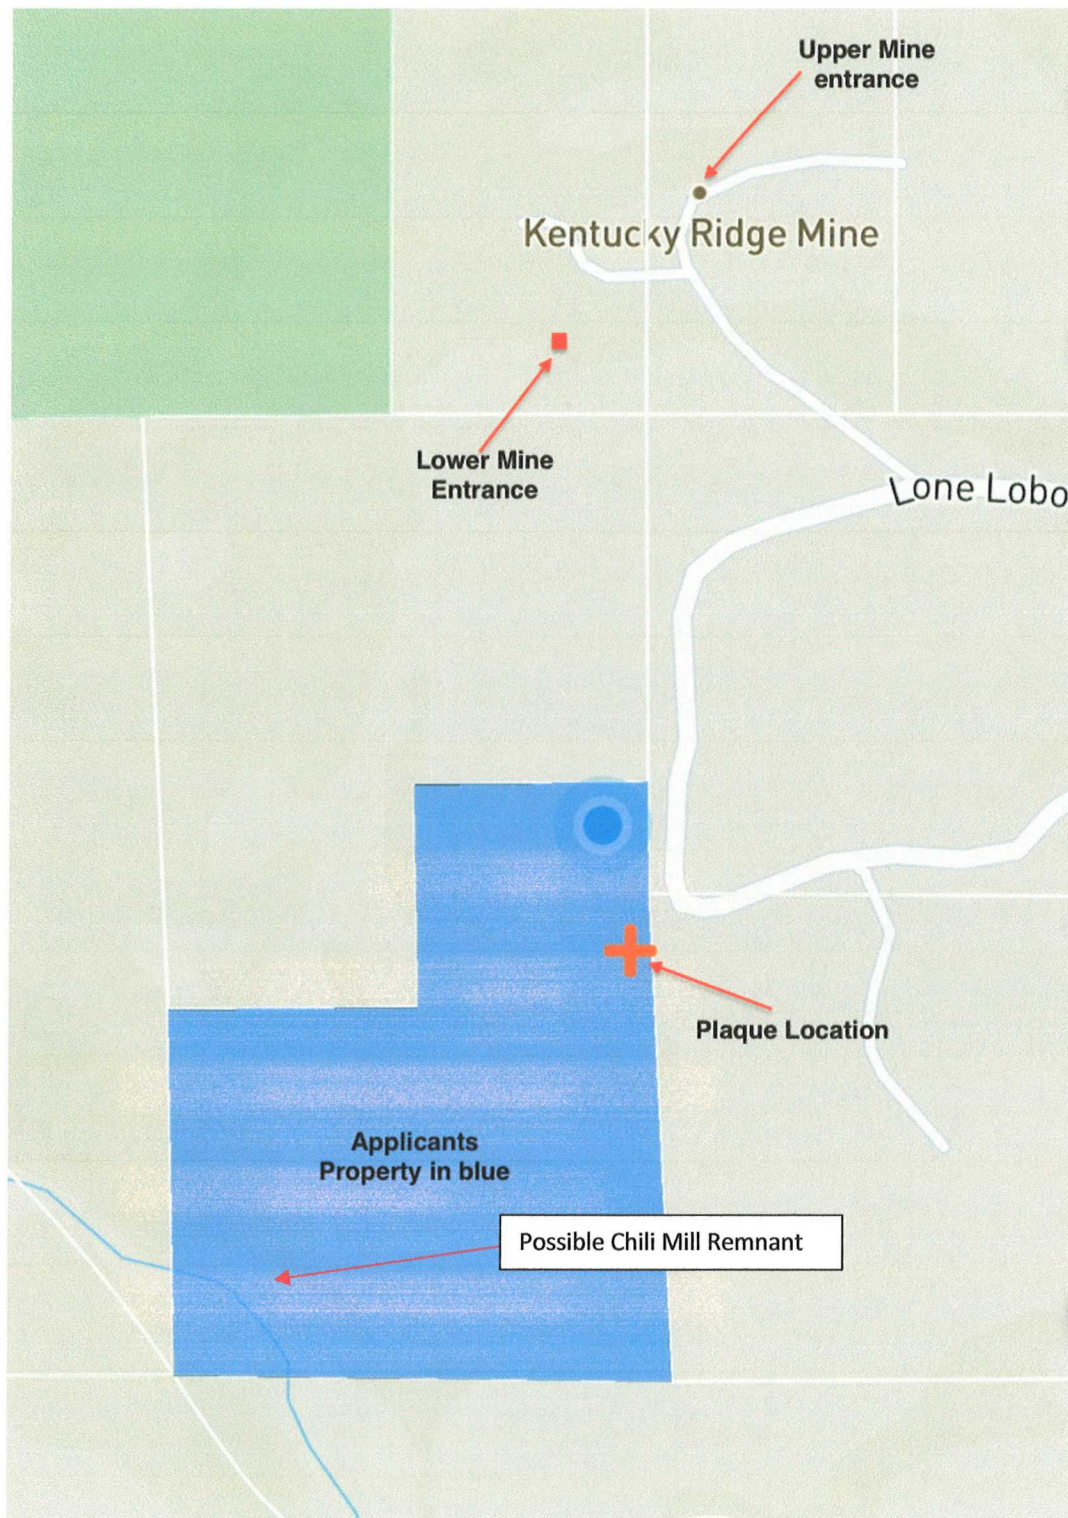 Upper Mine
entrance
Kentucky Ridge Mine
Lower Mine
Entrance
Lone Lobo
Plaque Location
Applicants
Property in blue
Possible Chili Mill Remnant